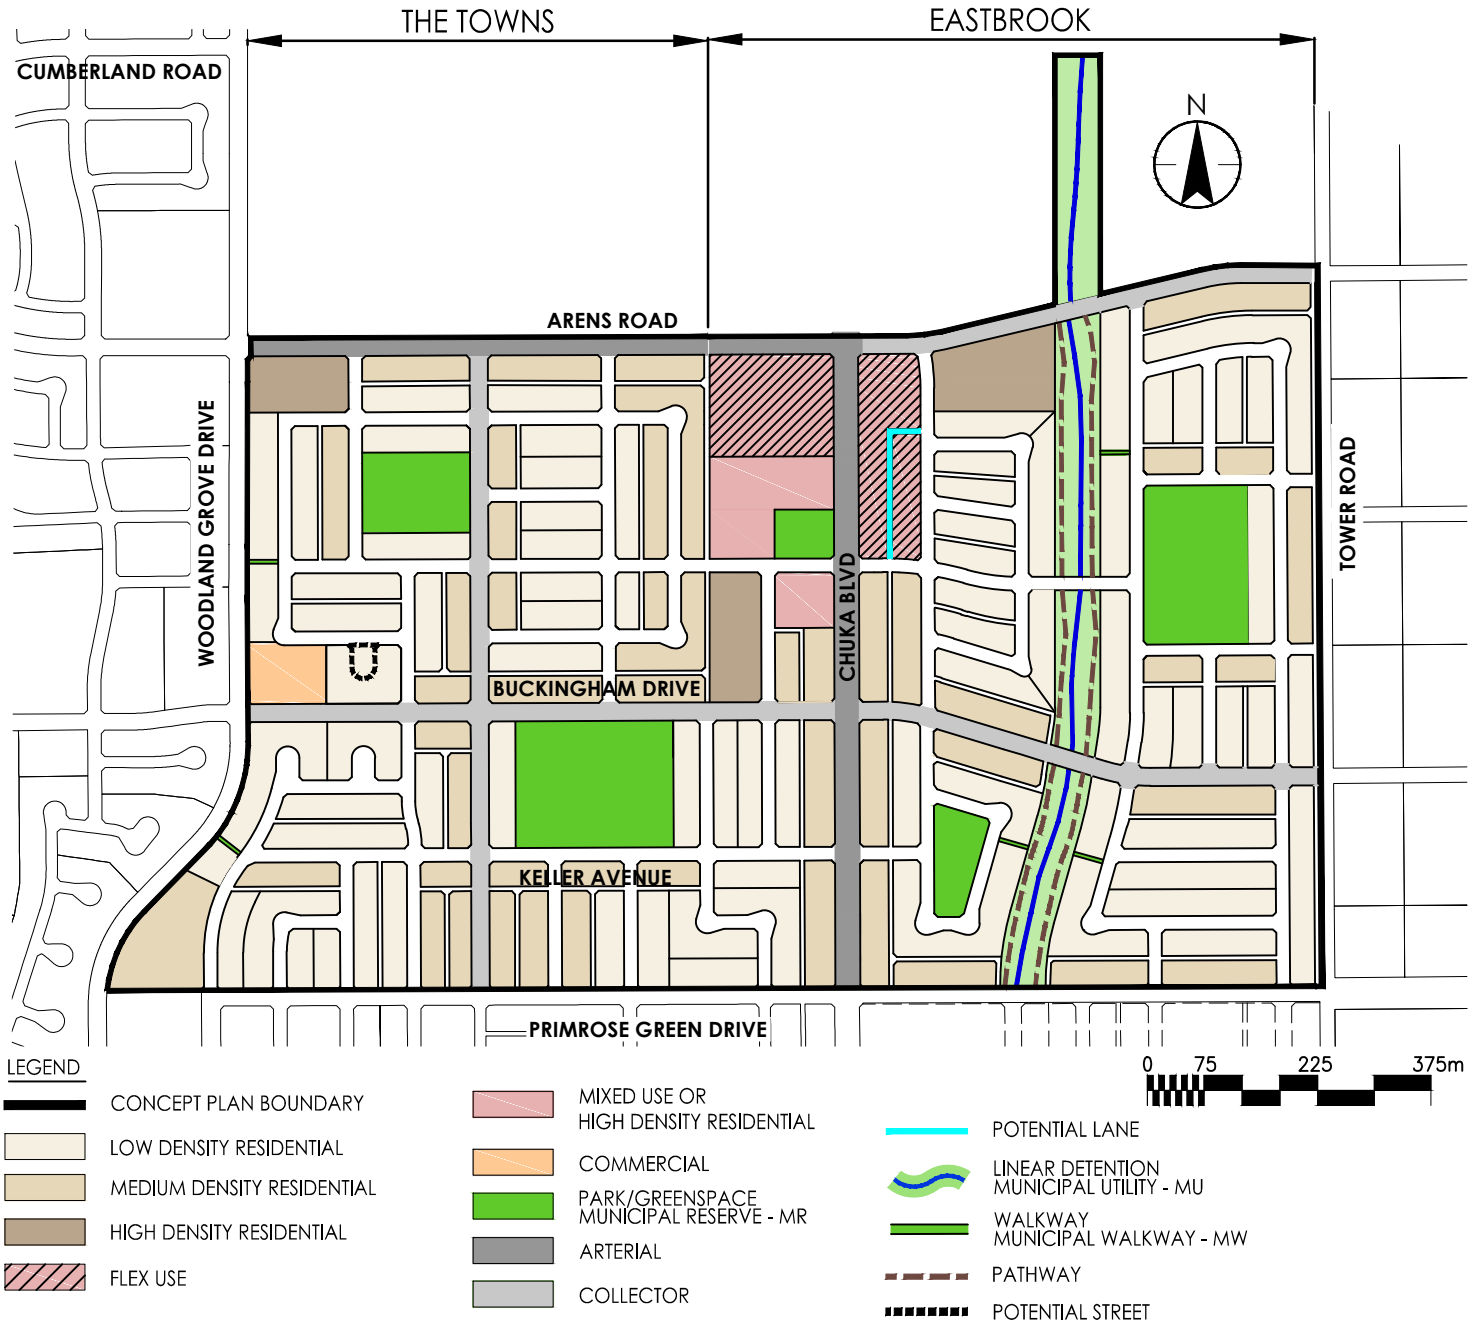 THE TOWNS
EASTBROOK
CUMBERLAND ROAD
N
ARENS ROAD
WOODLAND GROVE DRIVE
CHUKA BLVD
TOWER ROAD
BUCKINGHAM DRIVE
KELLER AVENUE
PRIMROSE GREEN DRIVE
LEGEND
CONCEPT PLAN BOUNDARY
LOW DENSITY RESIDENTIAL
MEDIUM DENSITY RESIDENTIAL
HIGH DENSITY RESIDENTIAL
FLEX USE
MIXED USE OR
HIGH DENSITY RESIDENTIAL
COMMERCIAL
PARK/GREENSPACE
MUNICIPAL RESERVE - MR
ARTERIAL
COLLECTOR
0 75 225 375m
POTENTIAL LANE
LINEAR DETENTION
MUNICIPAL UTILITY - MU
WALKWAY
MUNICIPAL WALKWAY - MW
PATHWAY
POTENTIAL STREET